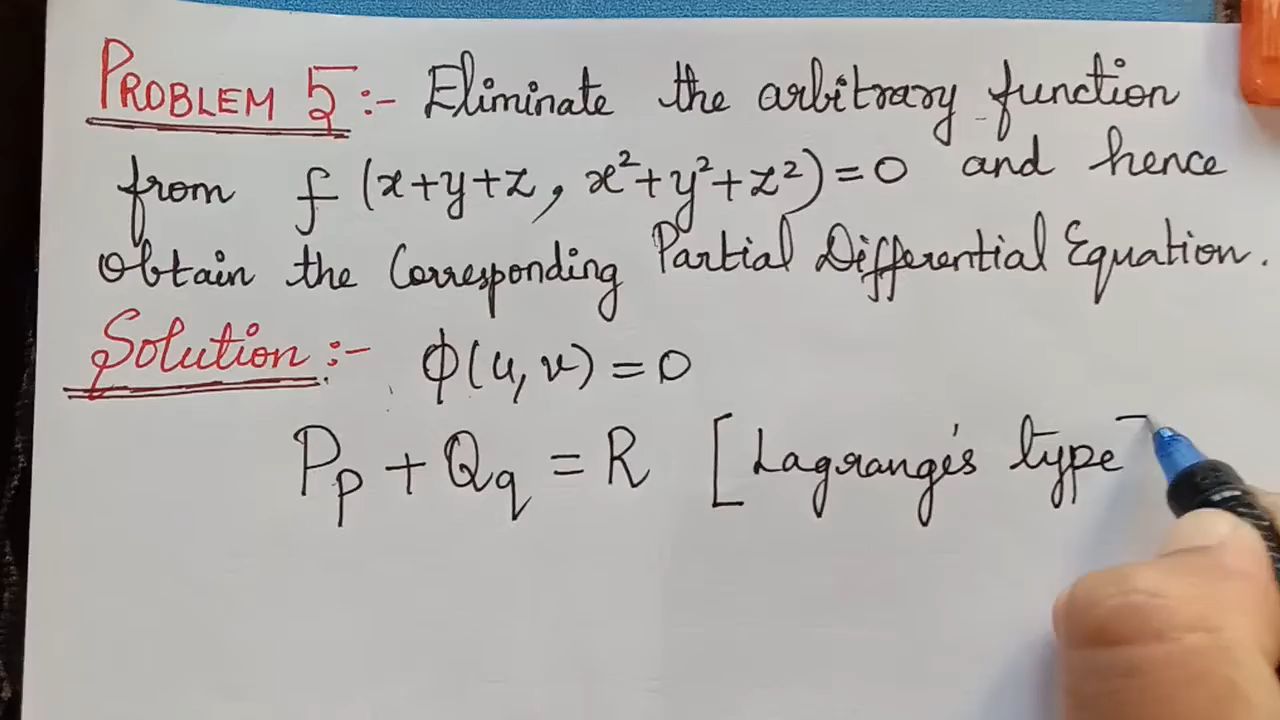 PROBLEM 5:- Eliminate the arbitrary function
from f (x+y+z, x²+y²+z²)=0 and hence
Obtain the Corresponding Partial Differential Equation.
Solution:- ϕ(u,v)=0
Pp + Qq = R [Lagrange's type